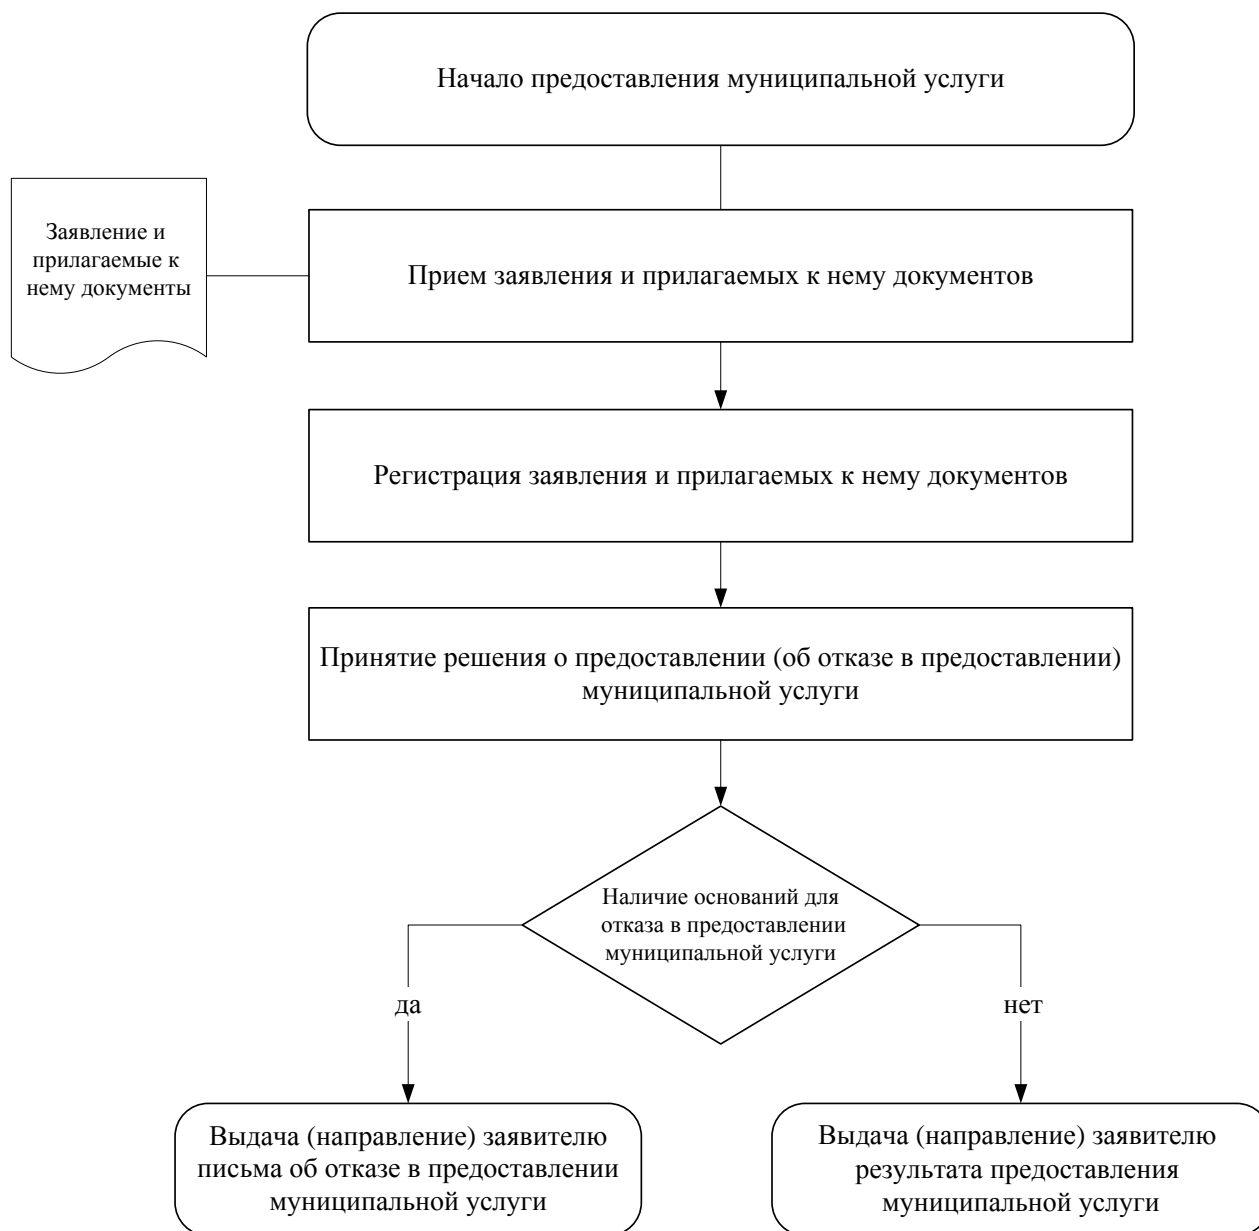 Начало предоставления муниципальной услуги
Заявление и
прилагаемые к
нему документы
Прием заявления и прилагаемых к нему документов
Регистрация заявления и прилагаемых к нему документов
Принятие решения о предоставлении (об отказе в предоставлении)
муниципальной услуги
Наличие оснований для
отказа в предоставлении
муниципальной услуги
да
нет
Выдача (направление) заявителю
письма об отказе в предоставлении
муниципальной услуги
Выдача (направление) заявителю
результата предоставления
муниципальной услуги